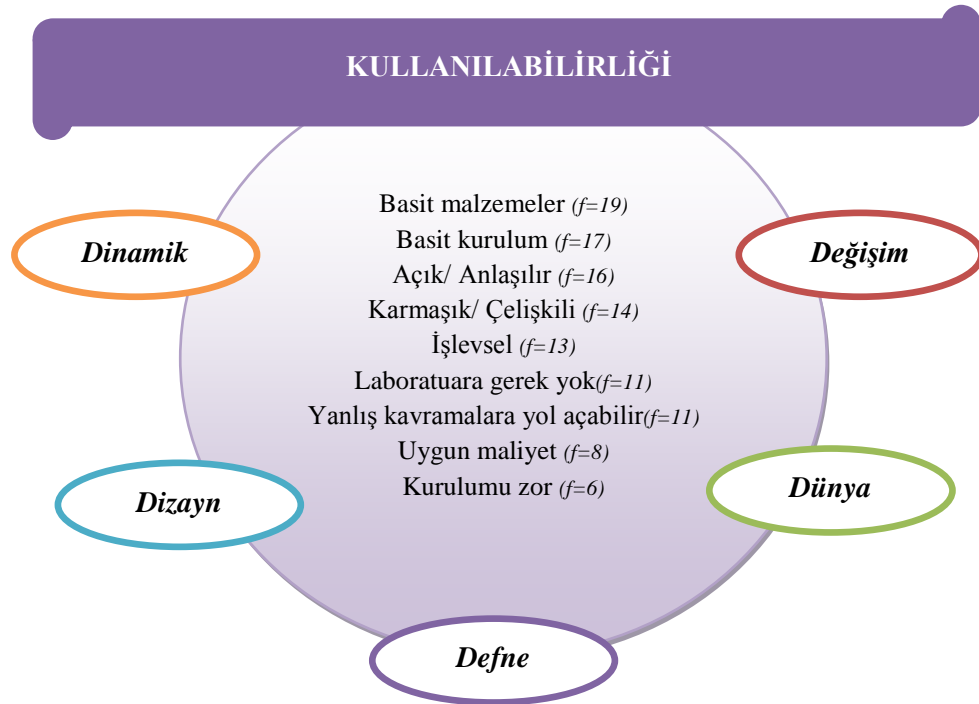 KULLANILABİLİRLİĞİ
Basit malzemeler (f=19)
Basit kurulum (f=17)
Açık/ Anlaşılır (f=16)
Karmaşık/ Çelişkili (f=14)
İşlevsel (f=13)
Laboratuara gerek yok(f=11)
Yanlış kavramalara yol açabilir(f=11)
Uygun maliyet (f=8)
Kurulumu zor (f=6)
Dinamik
Değişim
Dizayn
Dünya
Defne